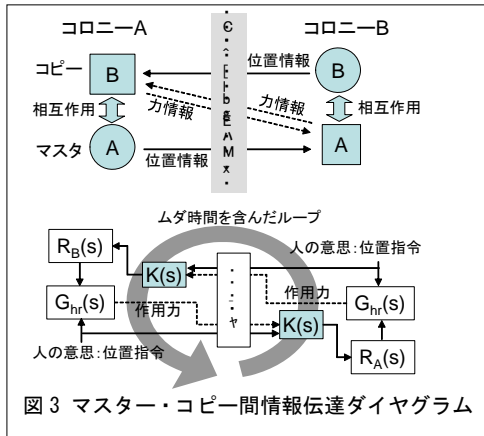 コロニーA
コロニーB
コピー
B
位置情報
B
相互作用
力情報
力情報
相互作用
マスタ
A
位置情報
A
ムダ時間を含んだループ
R_B(s)
人の意思:位置指令
K(s)
G_hr(s)
作用力
作用力
G_hr(s)
K(s)
人の意思:位置指令
R_A(s)
図3 マスター・コピー間情報伝達ダイヤグラム